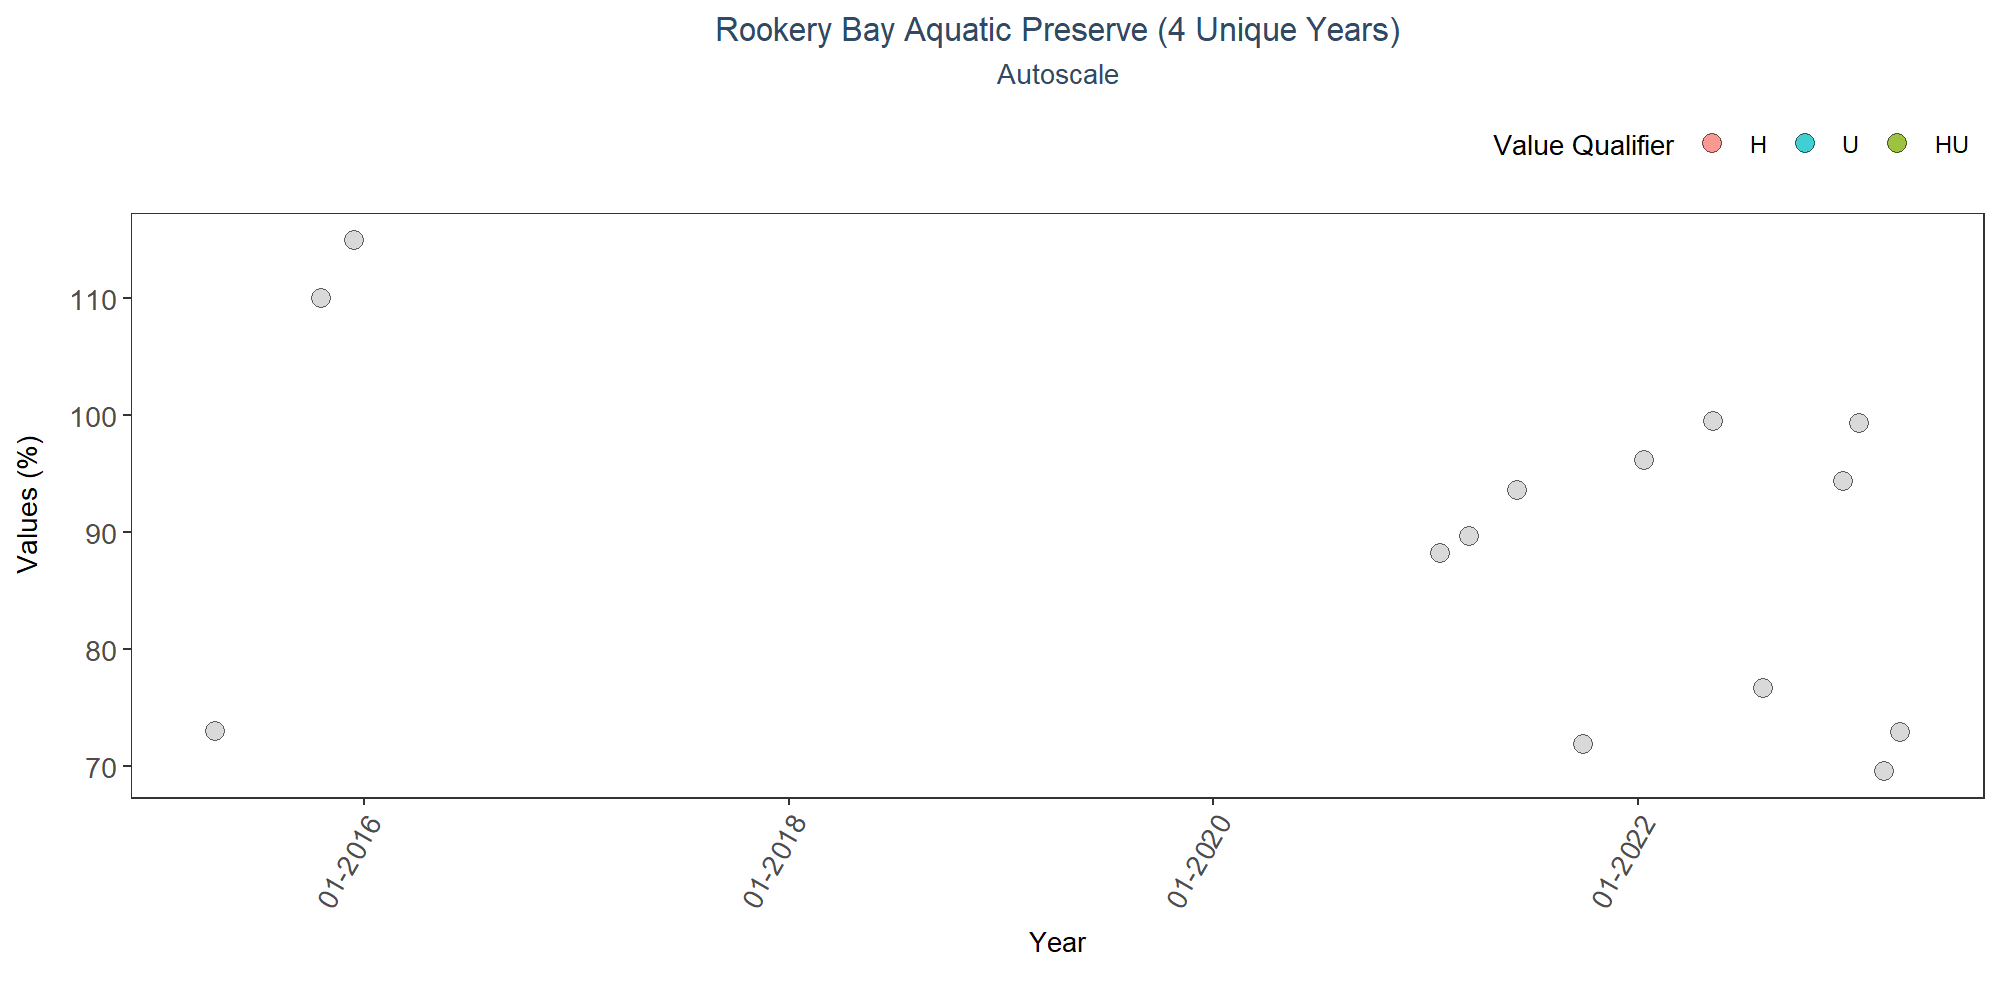 Rookery Bay Aquatic Preserve (4 Unique Years)
Autoscale
Value Qualifier H U HU
Values (%)
110
100
90
80
70
01-2016 01-2018 01-2020 01-2022
Year